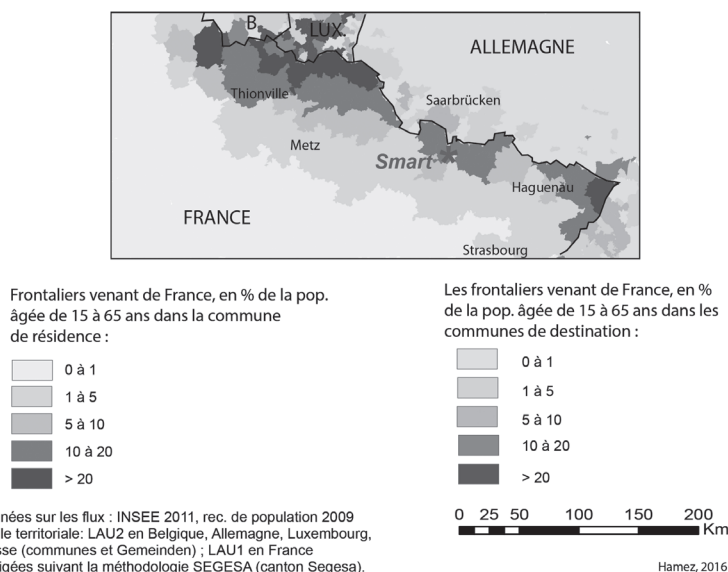 B.
LUX.
ALLEMAGNE
Thionville
Saarbrücken
Metz
Smart
Haguenau
FRANCE
Strasbourg
Frontaliers venant de France, en % de la pop.
âgée de 15 à 65 ans dans la commune
de résidence :
0 à 1
1 à 5
5 à 10
10 à 20
> 20
Les frontaliers venant de France, en %
de la pop. âgée de 15 à 65 ans dans les
communes de destination :
0 à 1
1 à 5
5 à 10
10 à 20
> 20
nées sur les flux : INSEE 2011, rec. de population 2009
le territoriale: LAU2 en Belgique, Allemagne, Luxembourg,
sse (communes et Gemeinden) ; LAU1 en France
igées suivant la méthodologie SEGESA (canton Segesa).
0 25 50 100 150 200
Km
Hamez, 2016